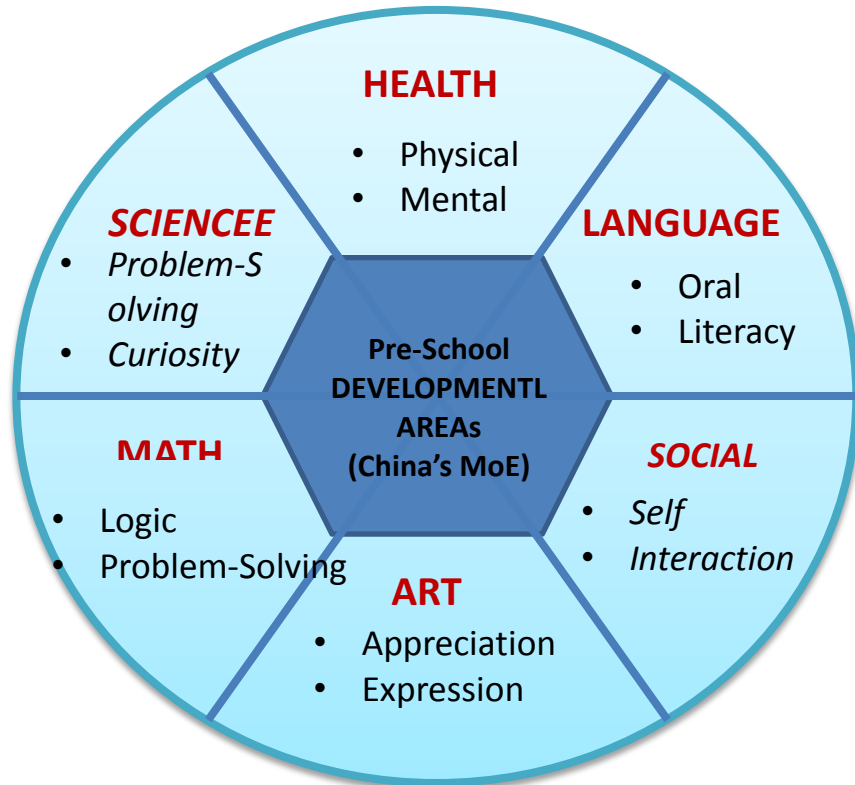 HEALTH
• Physical
• Mental
LANGUAGE
• Oral
• Literacy
SOCIAL
• Self
• Interaction
ART
• Appreciation
• Expression
MATH
• Logic
• Problem-Solving
SCIENCEE
• Problem-S
olving
• Curiosity
Pre-School
DEVELOPMENTL
AREAs
(China's MoE)